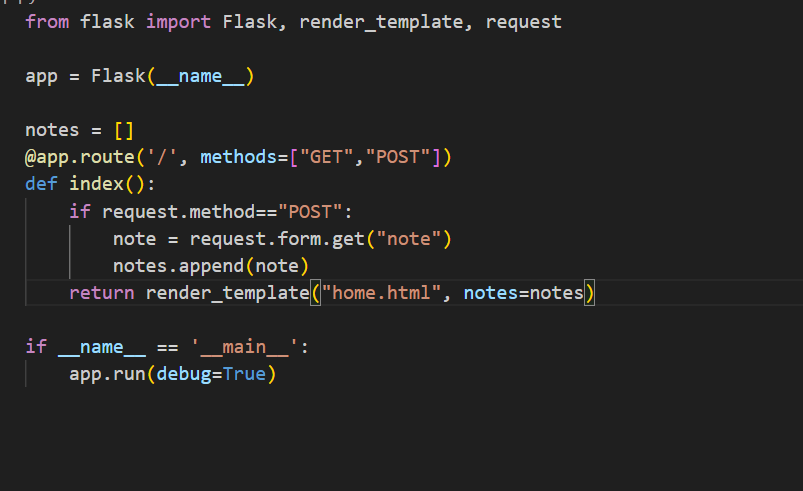 from flask import Flask, render_template, request
app = Flask(__name__)
notes = []
@app.route('/', methods=["GET","POST"])
def index():
    if request.method=="POST":
        note = request.form.get("note")
        notes.append(note)
    return render_template("home.html", notes=notes)
if __name__ == '__main__':
    app.run(debug=True)